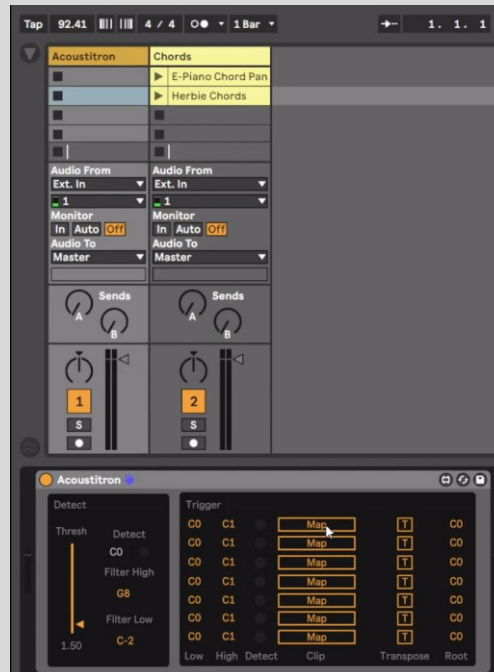 Tap 92.41 4 / 4 1 Bar 1. 1. 1
Acoustitron Chords
E-Piano Chord Pan
Herbie Chords
Audio From Audio From
Ext. In Ext. In
1 1
Monitor Monitor
In Auto Off In Auto Off
Audio To Audio To
Master Master
Sends Sends
A A
B B
1 2
S S
Acoustitron
Detect Trigger
Thresh Detect
C0
Filter High
G8
Filter Low
C-2
1.50
C0 C1 Map T C0
C0 C1 Map T C0
C0 C1 Map T C0
C0 C1 Map T C0
C0 C1 Map T C0
C0 C1 Map T C0
C0 C1 Map T C0
C0 C1 Map T C0
Low High Detect Clip Transpose Root